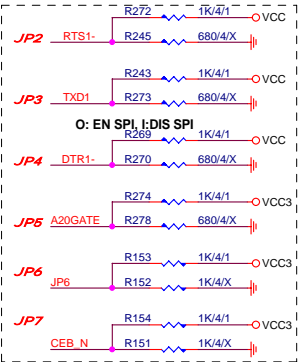 R272 1K/4/1 VCC
JP2 RTS1- R245 680/4/X
R243 1K/4/1 VCC
JP3 TXD1 R273 680/4/X
O: EN SPI, I:DIS SPI
R269 1K/4/1 VCC
JP4 DTR1- R270 680/4/X
R274 1K/4/1 VCC3
JP5 A20GATE R278 680/4/X
R153 1K/4/1 VCC3
JP6
JP6 R152 1K/4/X
R154 1K/4/1 VCC3
JP7
CEB_N R151 1K/4/X